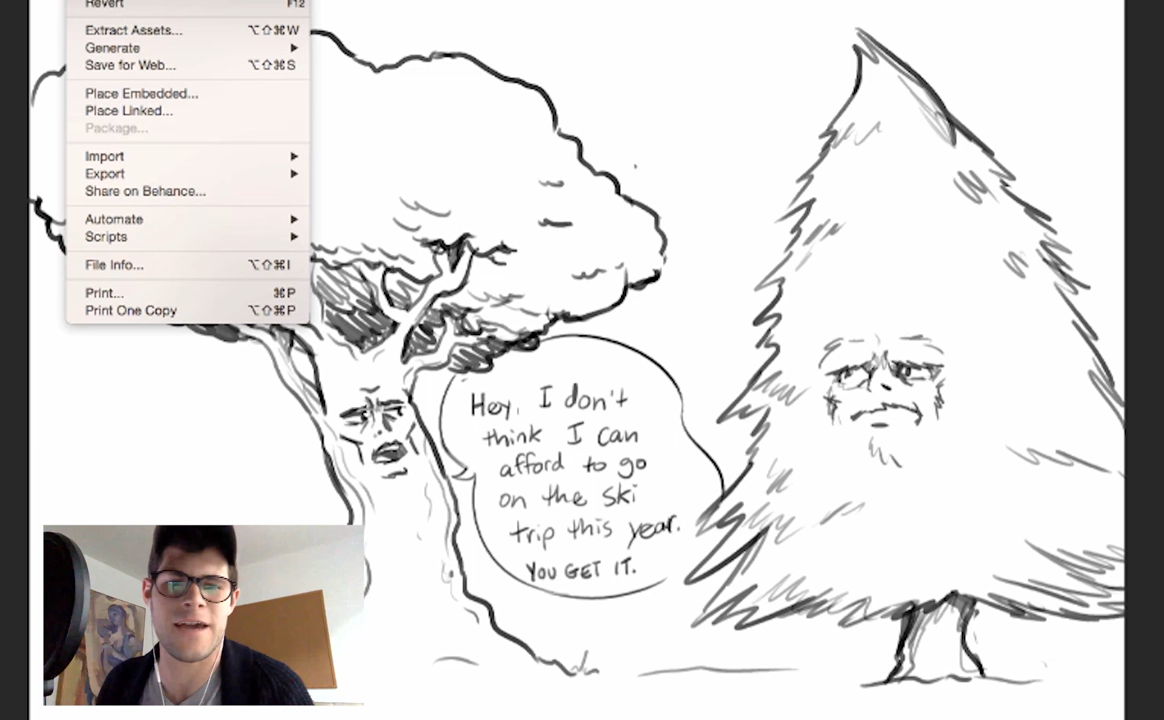 Revert F12
Extract Assets... ⌥⇧⌘W
Generate
Save for Web... ⌥⇧⌘S
Place Embedded...
Place Linked...
Package...
Import
Export
Share on Behance...
Automate
Scripts
File Info... ⌥⇧⌘I
Print... ⌘P
Print One Copy ⌥⇧⌘P
Hey, I don't
think I can
afford to go
on the ski
trip this year.
YOU GET IT.